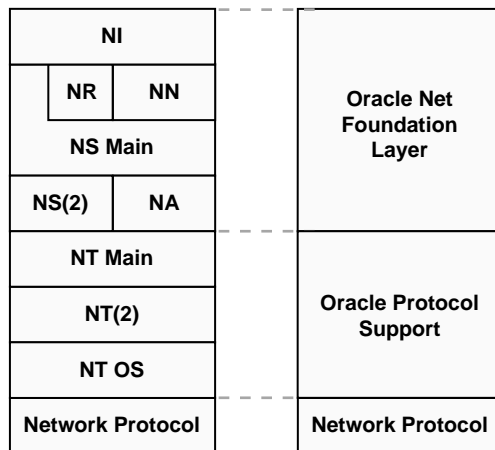 NI
NR NN
NS Main
NS(2) NA
NT Main
NT(2)
NT OS
Network Protocol
Oracle Net
Foundation
Layer
Oracle Protocol
Support
Network Protocol